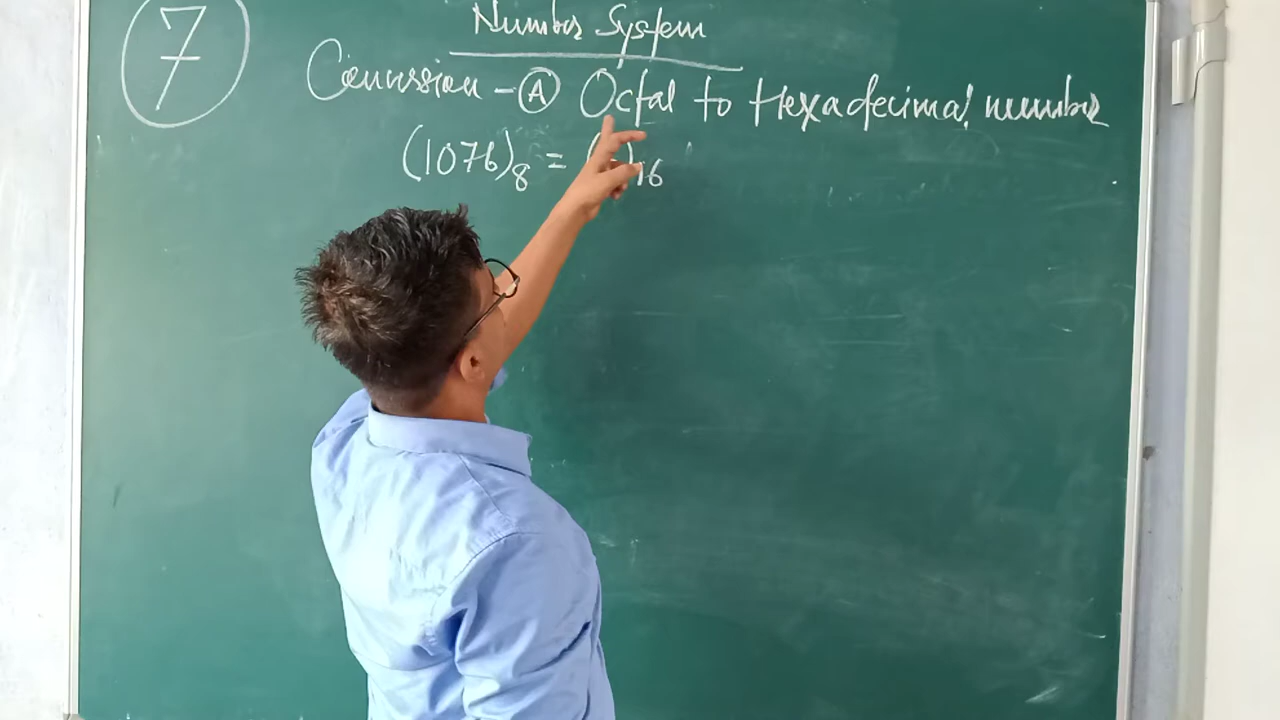 7
Number System
Conversion - (A) Octal to Hexadecimal number
(1076)8 = ( )16